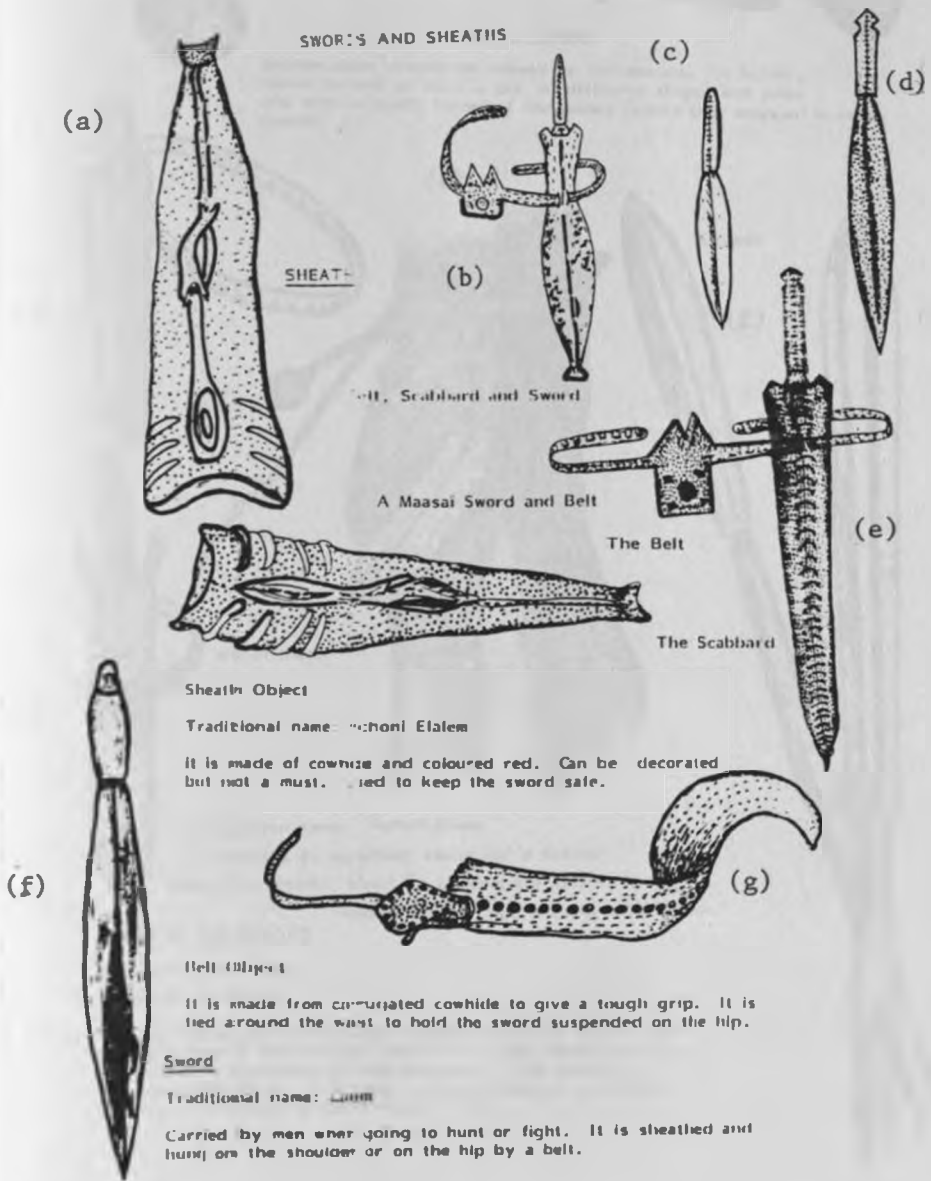 SWORDS AND SHEATHS
(c)
(d)
(a)
SHEAT
(b)
Scabbard and Sword
A Maasai Sword and Belt
The Belt
(e)
The Scabbard
Sheath Object
Traditional name: Elalem
It is made of cowhide and coloured red. Can be decorated
but not a must. to keep the sword safe.
(g)
(f)
Belt Object
It is made from corrugated cowhide to give a tough grip. It is
tied around the waist to hold the sword suspended on the hip.
Sword
Traditional name:
Carried by men when going to hunt or fight. It is sheathed and
hung on the shoulder or on the hip by a belt.